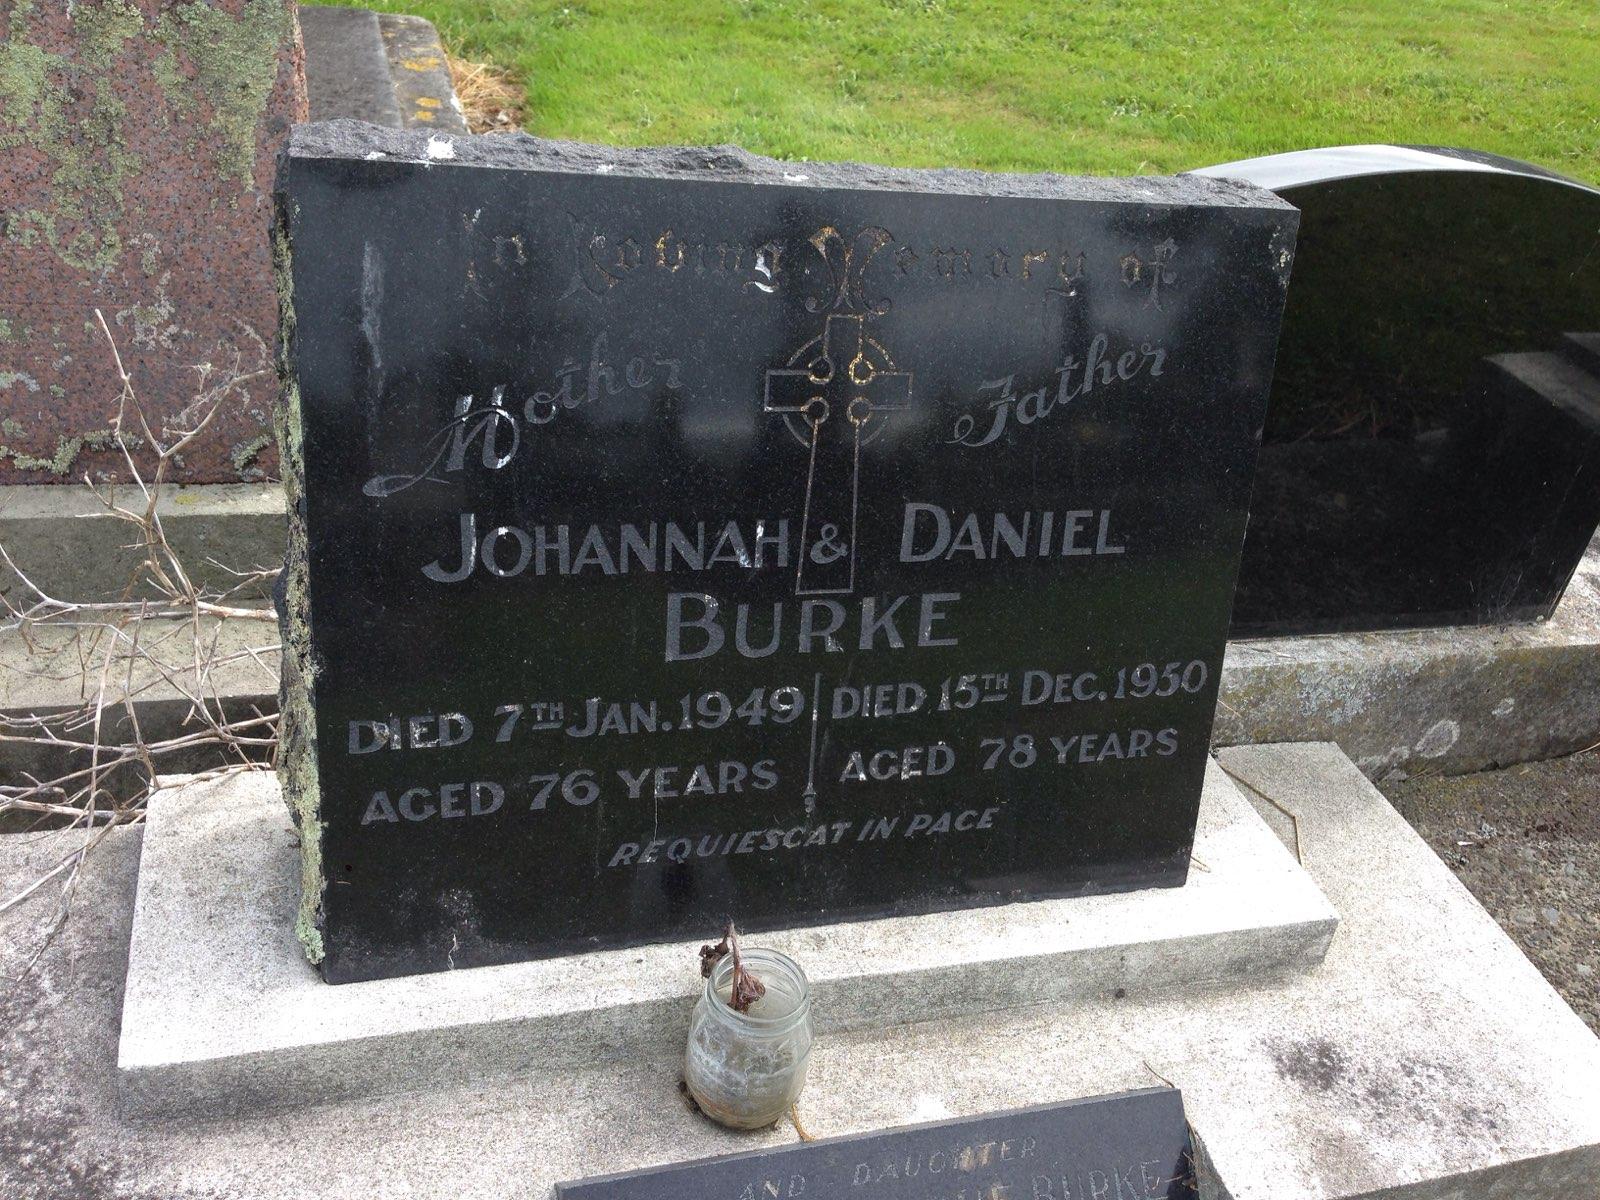 In Loving Memory of
Mother Father
JOHANNAH & DANIEL
BURKE
DIED 7TH JAN. 1949 DIED 15TH DEC. 1950
AGED 76 YEARS AGED 78 YEARS
REQUIESCAT IN PACE
AND DAUGHTER
BURKE